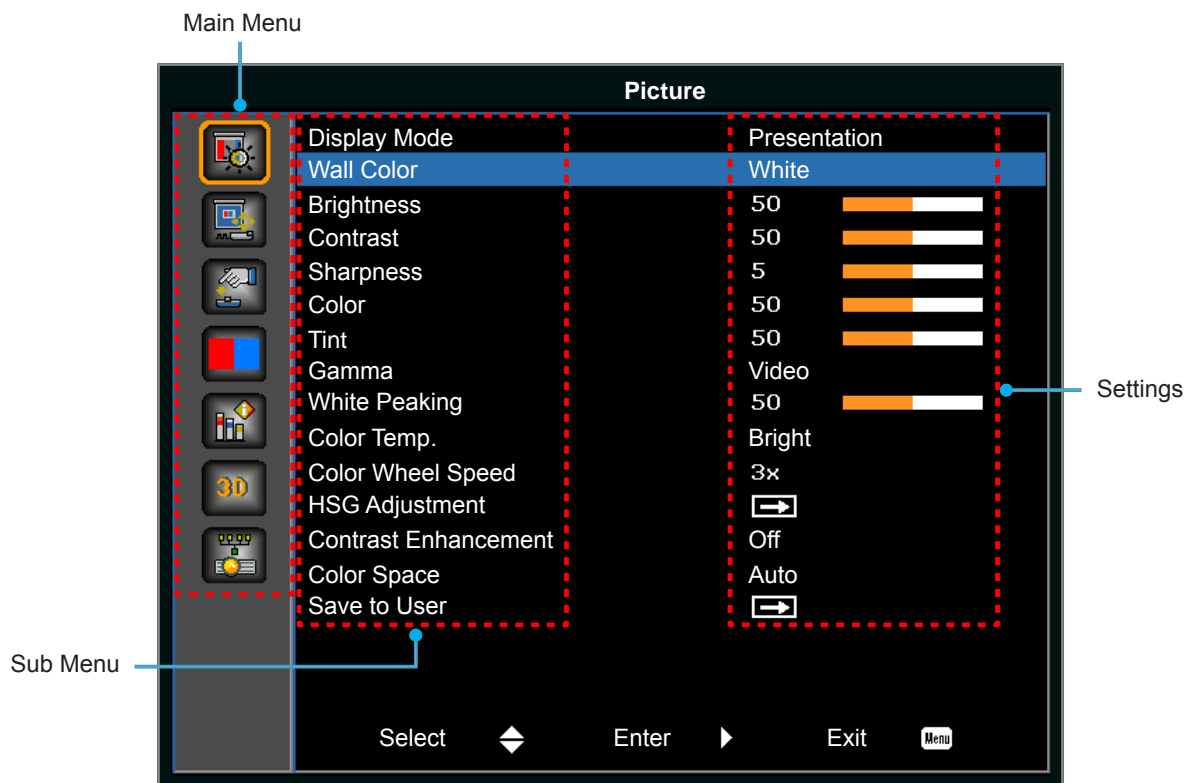 Main Menu
Picture
Display Mode Presentation
Wall Color White
Brightness 50
Contrast 50
Sharpness 5
Color 50
Tint 50
Gamma Video
Settings
White Peaking 50
Color Temp. Bright
3D
Color Wheel Speed 3x
HSG Adjustment
Contrast Enhancement Off
Color Space Auto
Save to User
Sub Menu
Select Enter Exit Menu